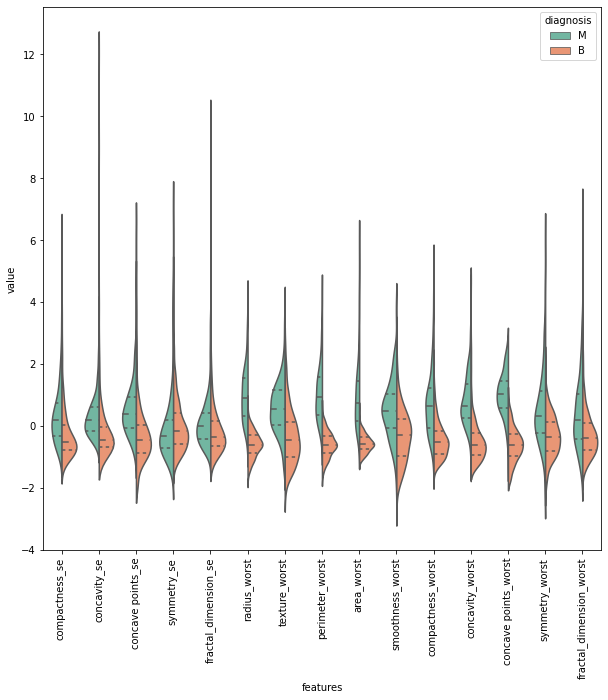 diagnosis
M
B
12
10
8
6
4
2
0
−2
−4
value
compactness_se
concavity_se
concave points_se
symmetry_se
fractal_dimension_se
radius_worst
texture_worst
perimeter_worst
area_worst
smoothness_worst
compactness_worst
concavity_worst
concave points_worst
symmetry_worst
fractal_dimension_worst
features